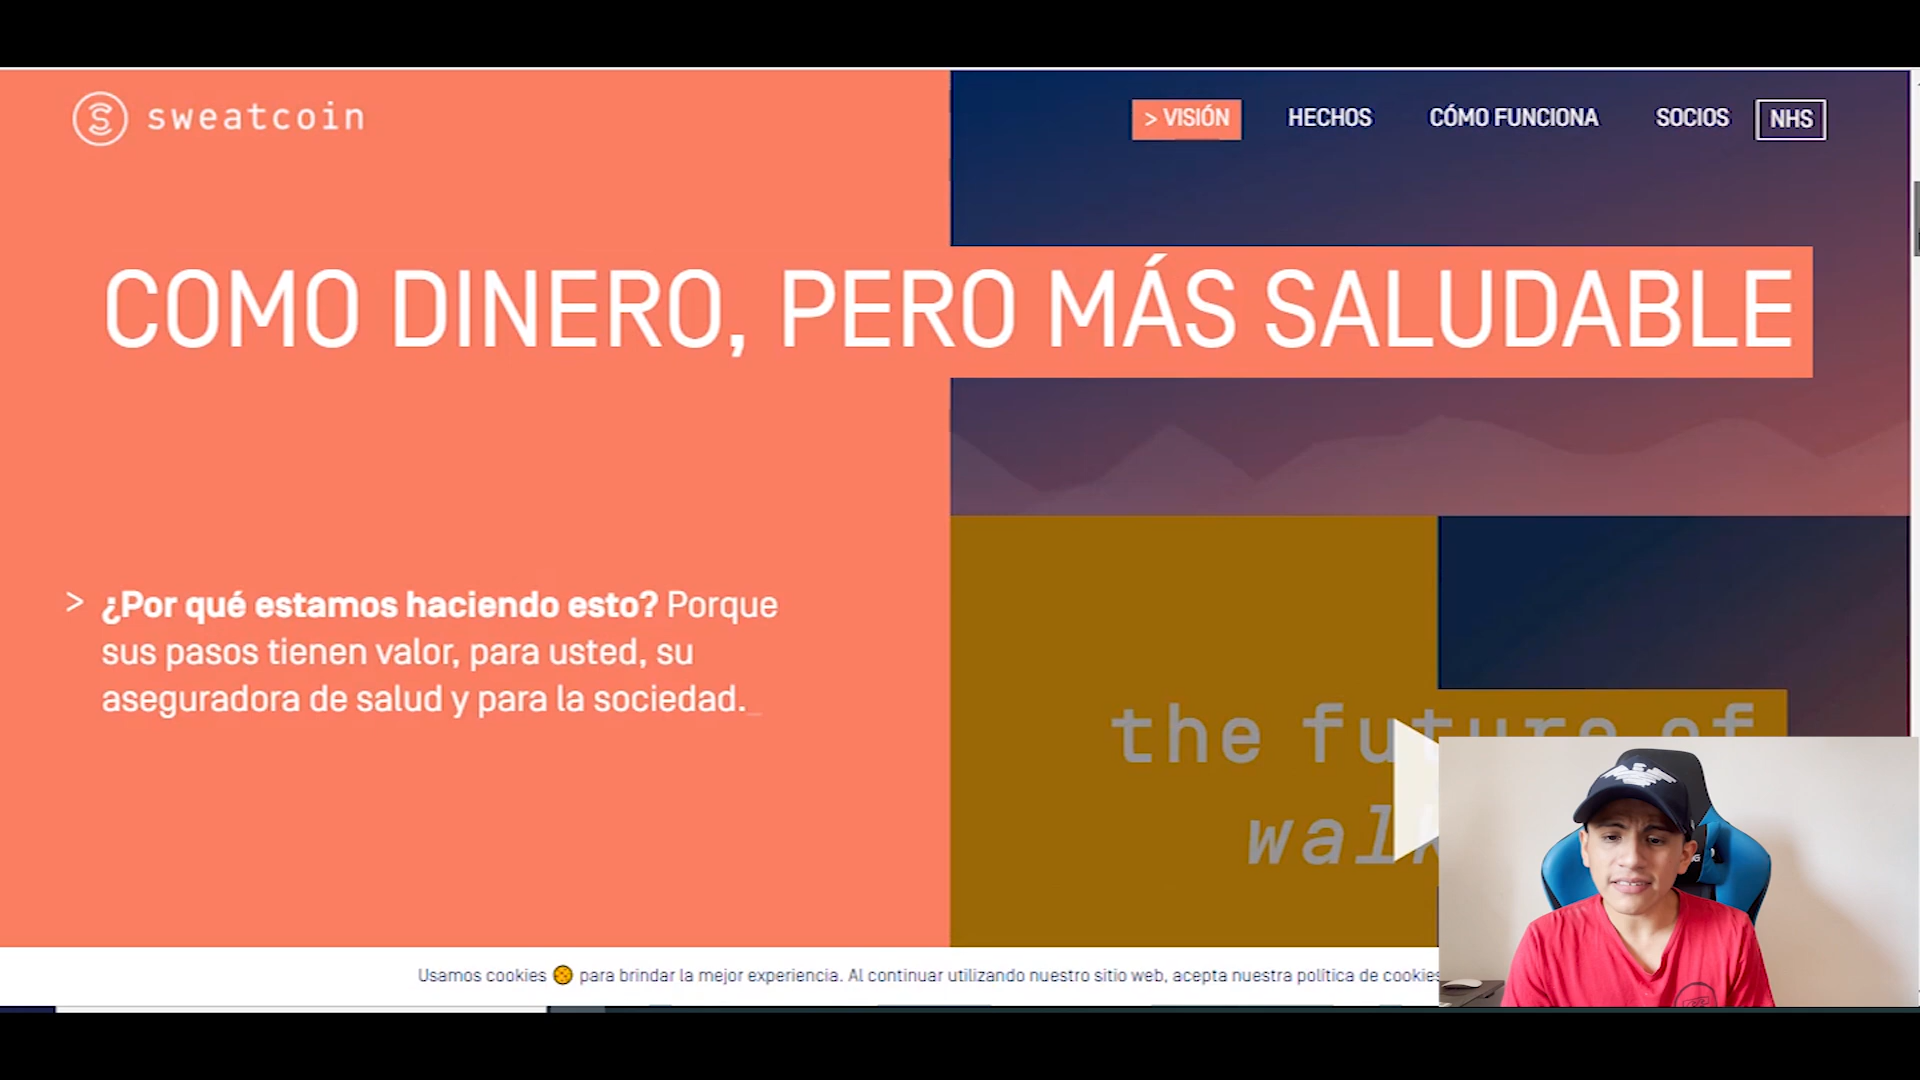 sweatcoin
> VISIÓN HECHOS CÓMO FUNCIONA SOCIOS NHS
COMO DINERO, PERO MÁS SALUDABLE
> ¿Por qué estamos haciendo esto? Porque
sus pasos tienen valor, para usted, su
aseguradora de salud y para la sociedad._
the future of
Usamos cookies 🍪 para brindar la mejor experiencia. Al continuar utilizando nuestro sitio web, acepta nuestra política de cookies